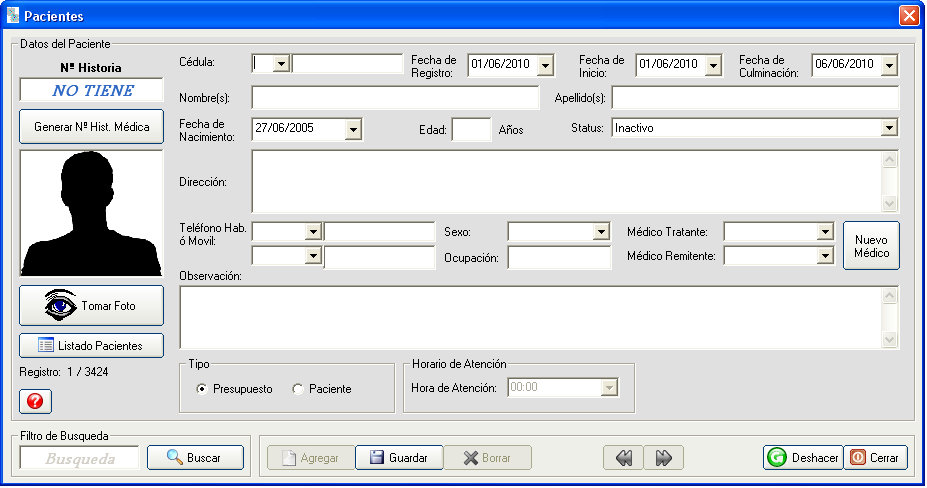 Pacientes
Datos del Paciente
Nº Historia
NO TIENE
Generar Nº Hist. Médica
Tomar Foto
Listado Pacientes
Registro: 1 / 3424
Cédula:
Fecha de Registro: 01/06/2010
Fecha de Inicio: 01/06/2010
Fecha de Culminación: 06/06/2010
Nombre(s):
Apellido(s):
Fecha de Nacimiento: 27/06/2005
Edad: Años
Status: Inactivo
Dirección:
Teléfono Hab. ó Movil:
Sexo:
Médico Tratante:
Ocupación:
Médico Remitente:
Nuevo Médico
Observación:
Tipo
Presupuesto
Paciente
Horario de Atención
Hora de Atención: 00:00
Filtro de Busqueda
Busqueda
Buscar
Agregar
Guardar
Borrar
Deshacer
Cerrar